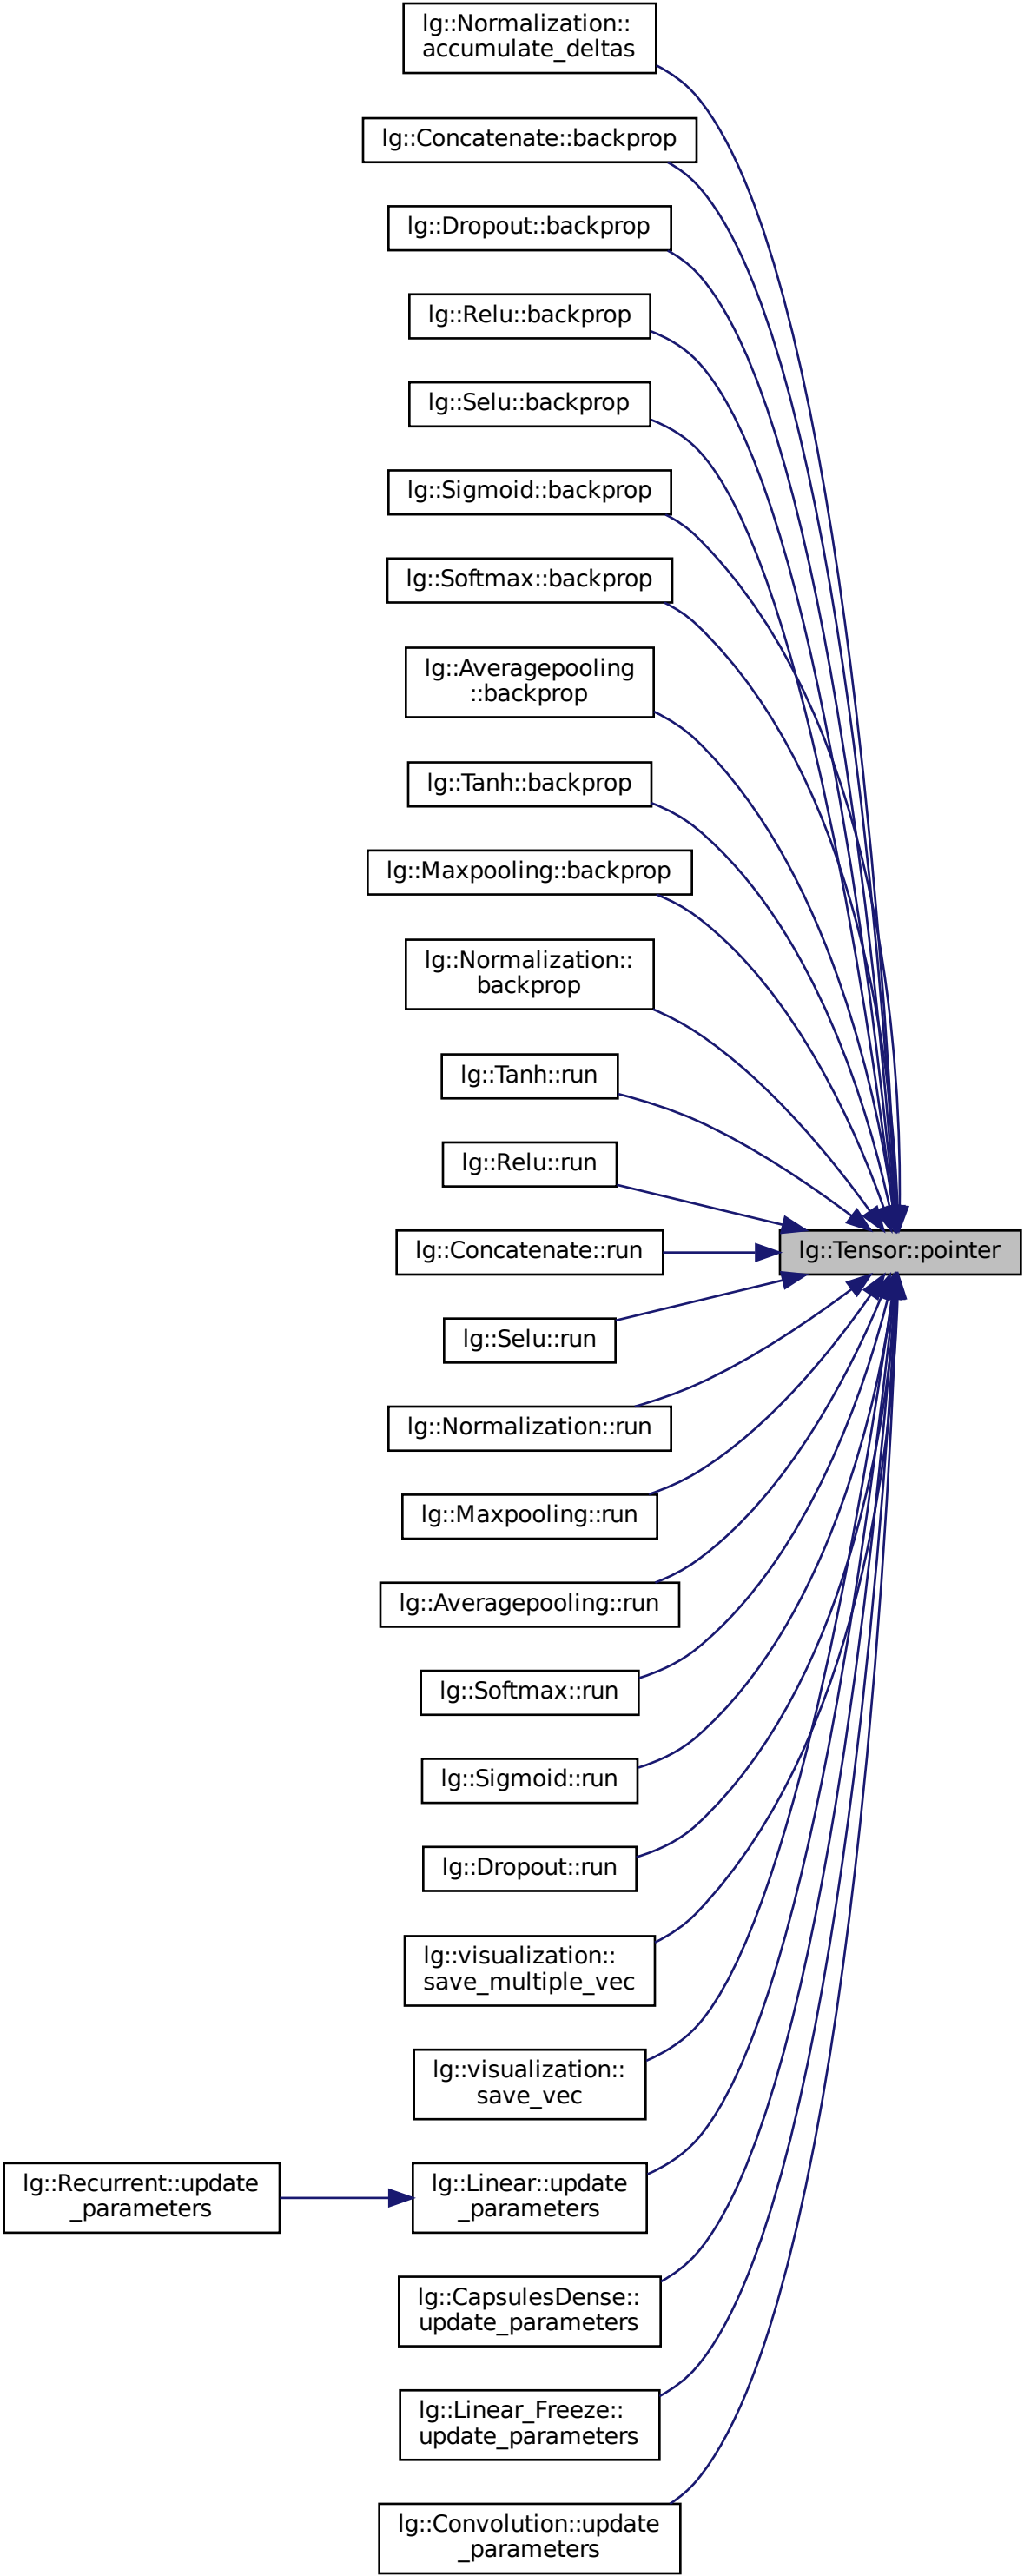 lg::Normalization::
accumulate_deltas
lg::Concatenate::backprop
lg::Dropout::backprop
lg::Relu::backprop
lg::Selu::backprop
lg::Sigmoid::backprop
lg::Softmax::backprop
lg::Averagepooling
::backprop
lg::Tanh::backprop
lg::Maxpooling::backprop
lg::Normalization::
backprop
lg::Tanh::run
lg::Relu::run
lg::Concatenate::run
lg::Tensor::pointer
lg::Selu::run
lg::Normalization::run
lg::Maxpooling::run
lg::Averagepooling::run
lg::Softmax::run
lg::Sigmoid::run
lg::Dropout::run
lg::visualization::
save_multiple_vec
lg::visualization::
save_vec
lg::Recurrent::update
_parameters
lg::Linear::update
_parameters
lg::CapsulesDense::
update_parameters
lg::Linear_Freeze::
update_parameters
lg::Convolution::update
_parameters